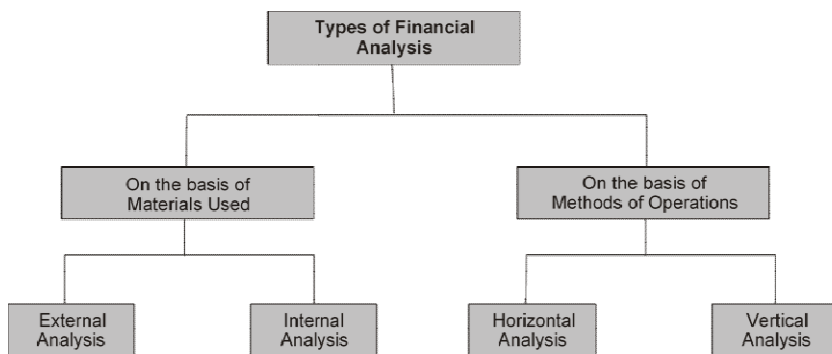 Types of Financial
Analysis
On the basis of
Materials Used
On the basis of
Methods of Operations
External
Analysis
Internal
Analysis
Horizontal
Analysis
Vertical
Analysis